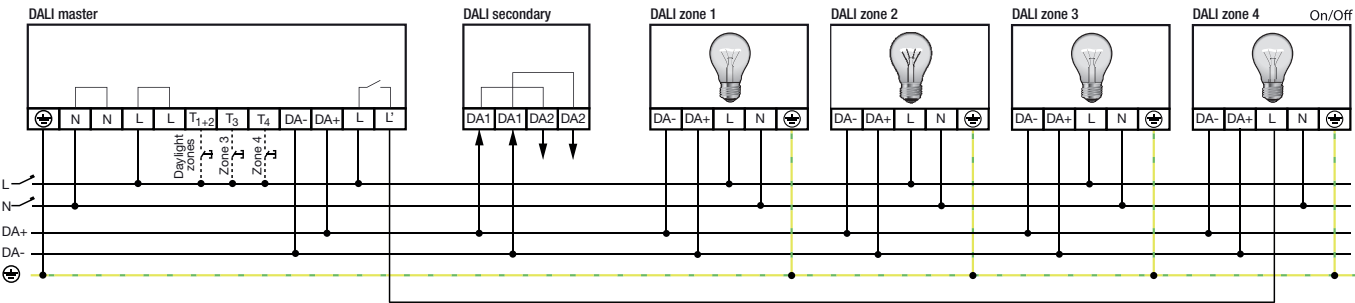 DALI master
DALI secondary
DALI zone 1
DALI zone 2
DALI zone 3
DALI zone 4
On/Off
N N L L T1+2 T3 T4 DA- DA+ L L'
DA1 DA1 DA2 DA2
DA- DA+ L N
DA- DA+ L N
DA- DA+ L N
DA- DA+ L N
Daylight
zones
Zone 3
Zone 4
L
N
DA+
DA-